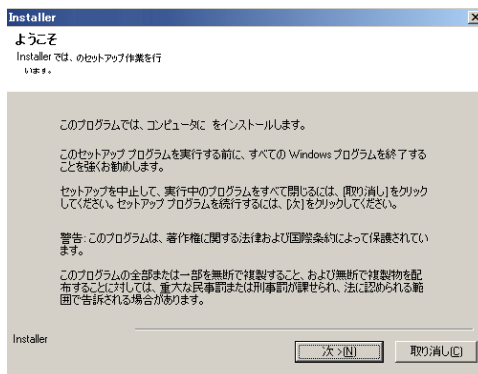 Installer
ようこそ
Installer では、のセットアップ作業を行
います。
このプログラムでは、コンピュータに をインストールします。
このセットアップ プログラムを実行する前に、すべての Windows プログラムを終了する
ことを強くお勧めします。
セットアップを中止して、実行中のプログラムをすべて閉じるには、[取り消し]をクリック
してください。セットアップ プログラムを続行するには、[次]をクリックしてください。
警告: このプログラムは、著作権に関する法律および国際条約によって保護されてい
ます。
このプログラムの全部または一部を無断で複製すること、および無断で複製物を配
布することに対しては、重大な民事罰または刑事罰が課せられ、法に認められる範
囲で告訴される場合があります。
Installer
次 >(N)
取り消し(C)